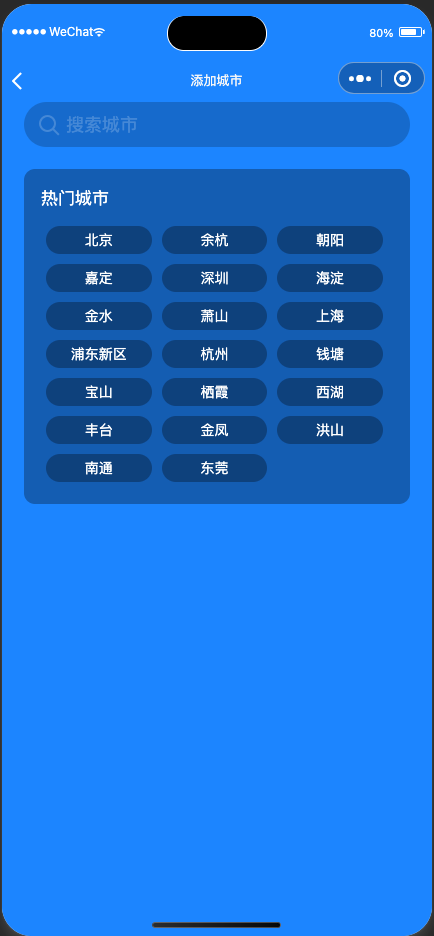 WeChat
80%
添加城市
搜索城市
热门城市
北京 余杭 朝阳
嘉定 深圳 海淀
金水 萧山 上海
浦东新区 杭州 钱塘
宝山 栖霞 西湖
丰台 金凤 洪山
南通 东莞